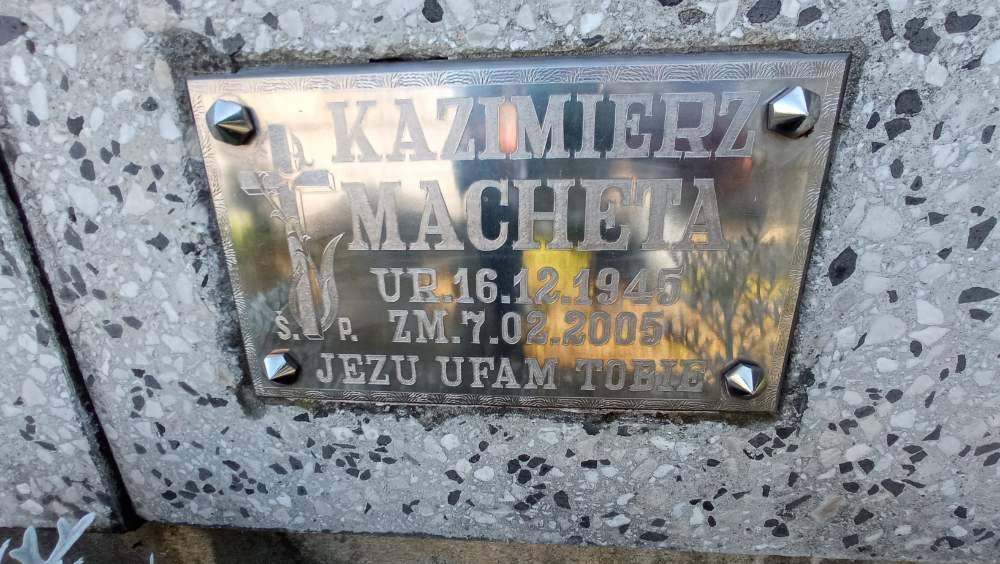 KAZIMIERZ
MACHETA
UR.16.12.1945
Ś. P. ZM.7.02.2005
JEZU UFAM TOBIE